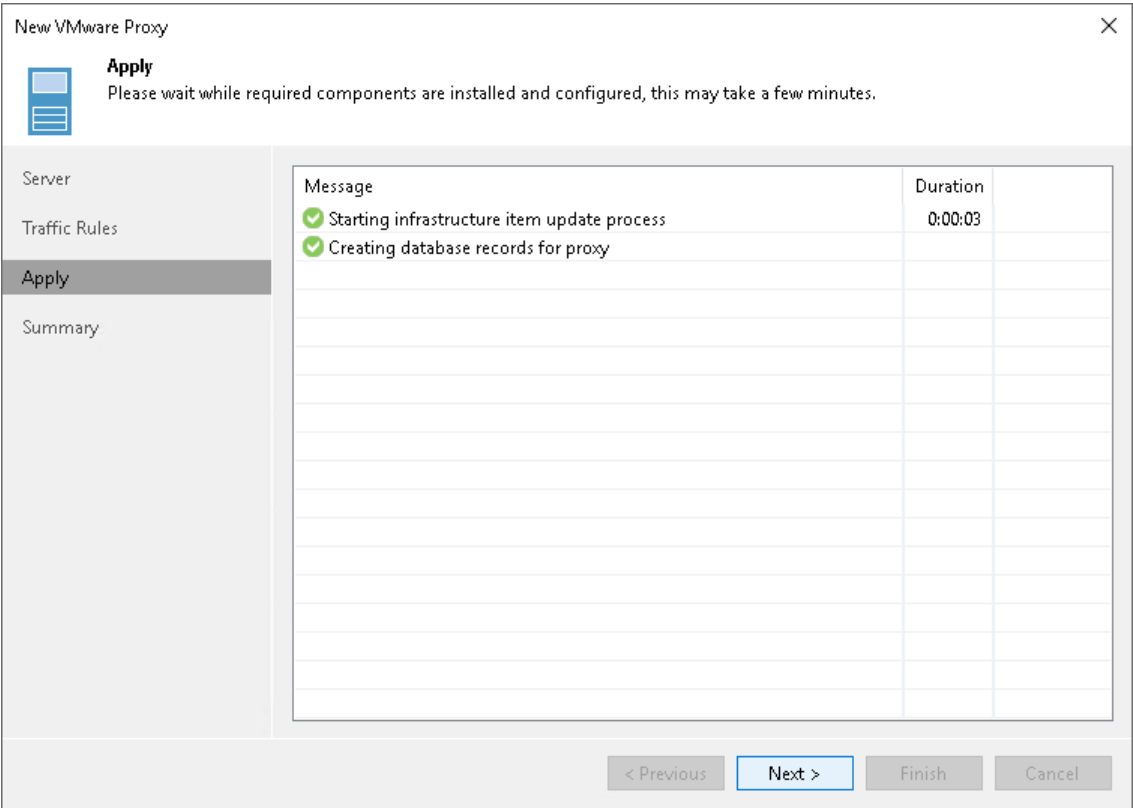 New VMware Proxy
Apply
Please wait while required components are installed and configured, this may take a few minutes.
Server
Traffic Rules
Apply
Summary
Message Duration
Starting infrastructure item update process 0:00:03
Creating database records for proxy
< Previous Next > Finish Cancel